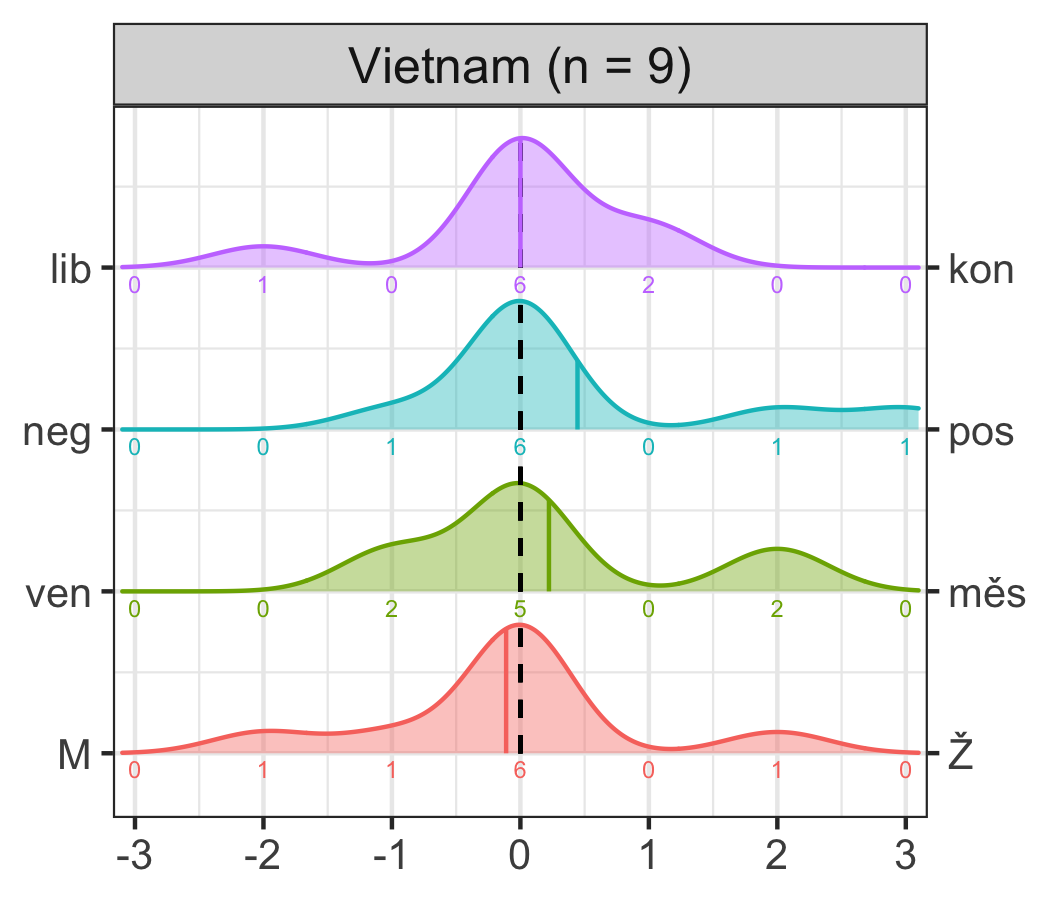 Vietnam (n = 9)
lib kon
0 1 0 6 2 0 0
neg pos
0 0 1 6 0 1 1
ven měs
0 0 2 5 0 2 0
M Ž
0 1 1 6 0 1 0
-3 -2 -1 0 1 2 3